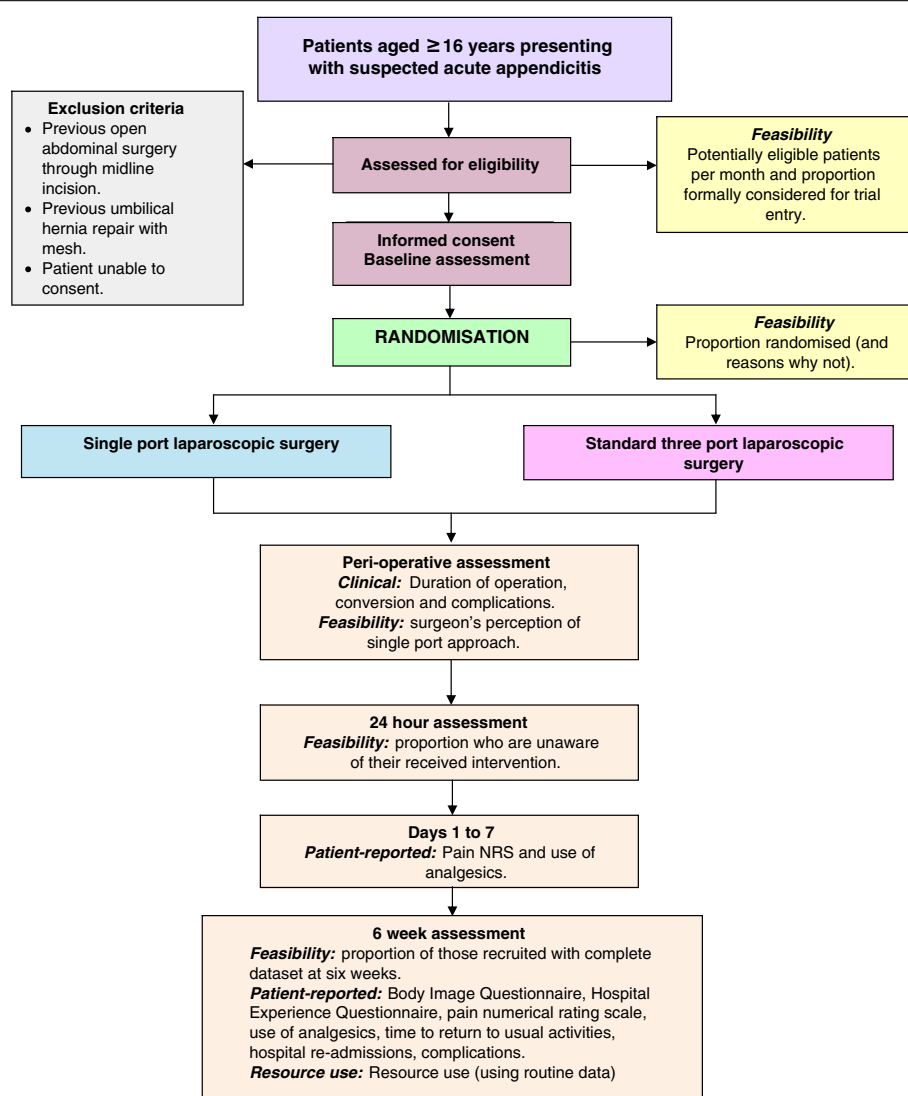 Patients aged ≥ 16 years presenting
with suspected acute appendicitis
Exclusion criteria
• Previous open
abdominal surgery
through midline
incision.
• Previous umbilical
hernia repair with
mesh.
• Patient unable to
consent.
Assessed for eligibility
Feasibility
Potentially eligible patients
per month and proportion
formally considered for trial
entry.
Informed consent
Baseline assessment
RANDOMISATION
Feasibility
Proportion randomised (and
reasons why not).
Single port laparoscopic surgery
Standard three port laparoscopic
surgery
Peri-operative assessment
Clinical: Duration of operation,
conversion and complications.
Feasibility: surgeon's perception of
single port approach.
24 hour assessment
Feasibility: proportion who are unaware
of their received intervention.
Days 1 to 7
Patient-reported: Pain NRS and use of
analgesics.
6 week assessment
Feasibility: proportion of those recruited with complete
dataset at six weeks.
Patient-reported: Body Image Questionnaire, Hospital
Experience Questionnaire, pain numerical rating scale,
use of analgesics, time to return to usual activities,
hospital re-admissions, complications.
Resource use: Resource use (using routine data)